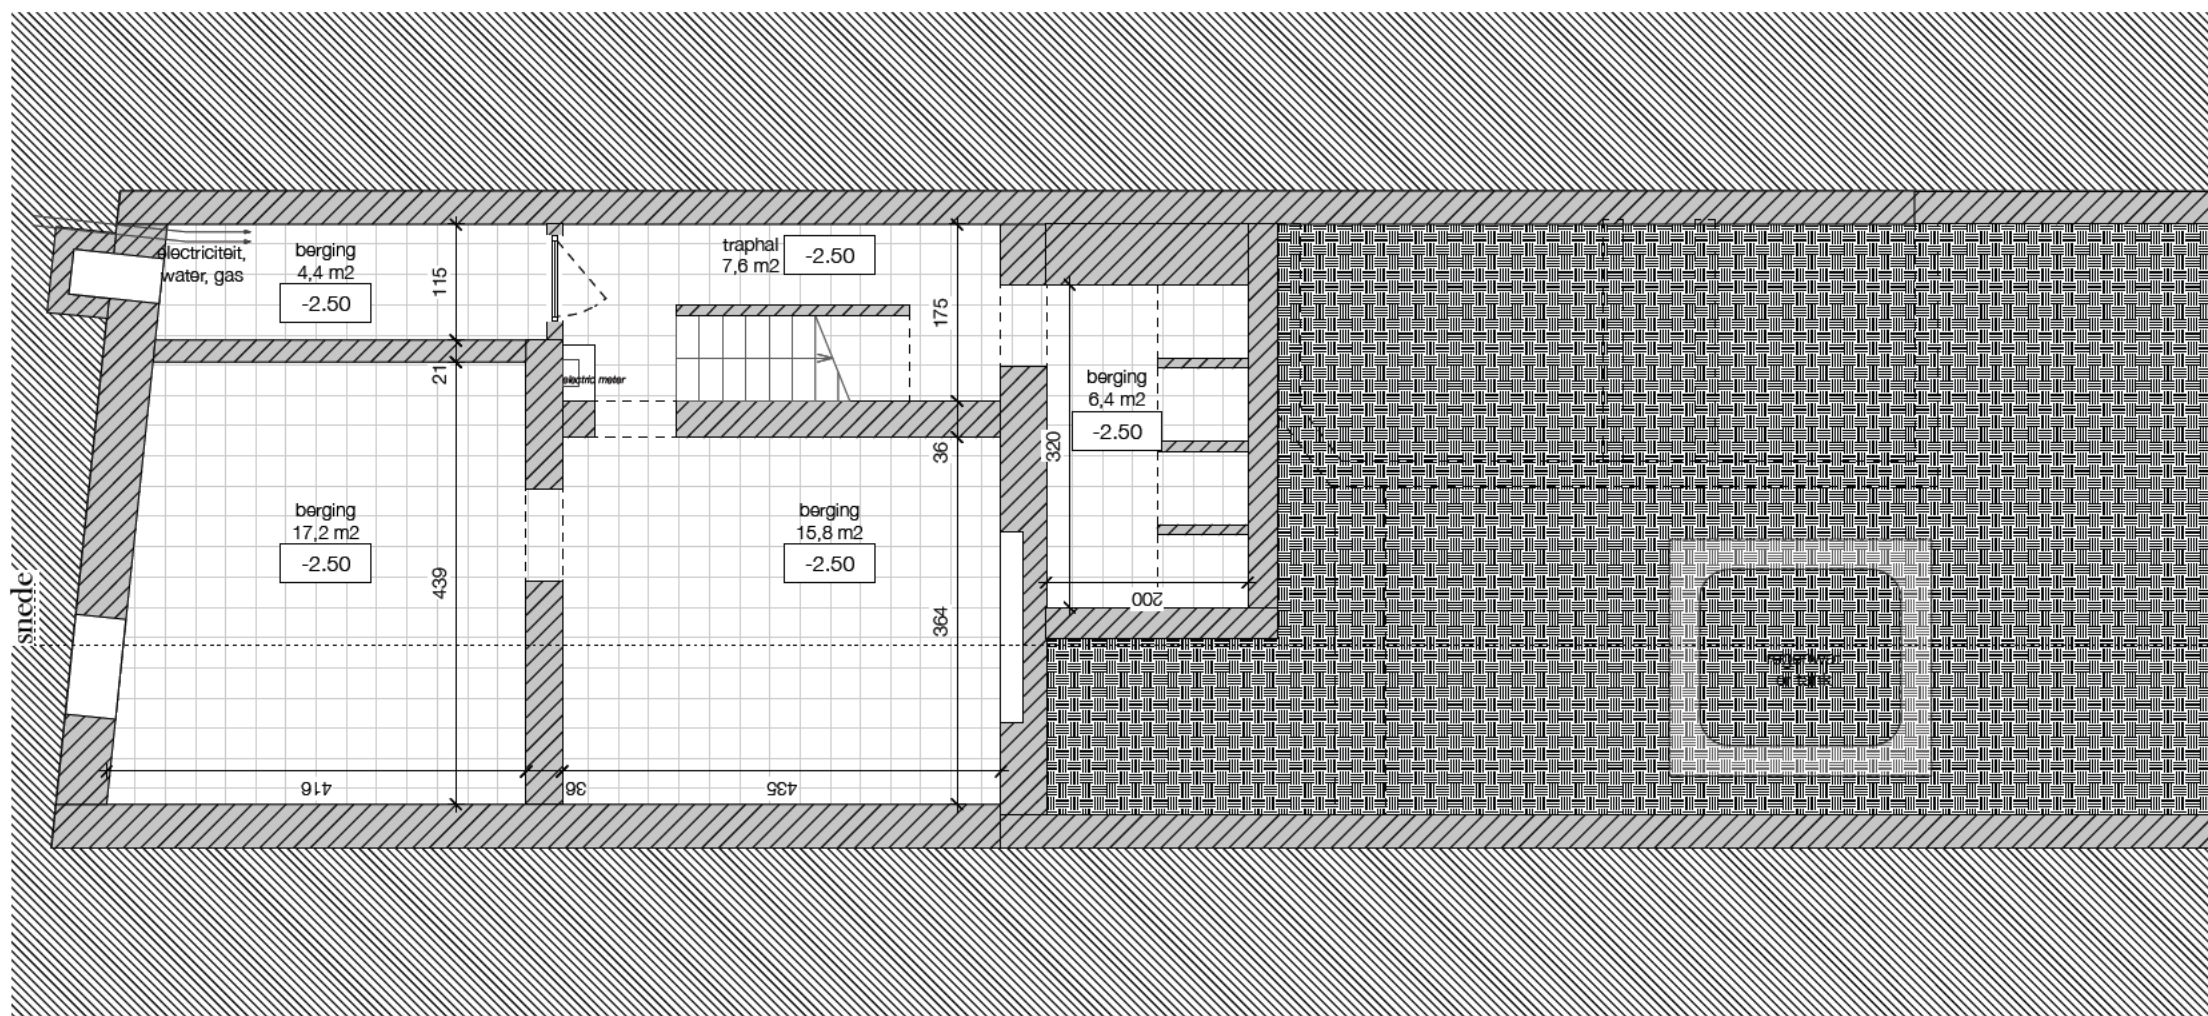 electriciteit,
water, gas
berging
4,4 m2
-2.50
115
21
traphal
7,6 m2
-2.50
175
electric meter
36
berging
6,4 m2
-2.50
320
200
berging
17,2 m2
-2.50
439
berging
15,8 m2
-2.50
364
snede
416
36
435